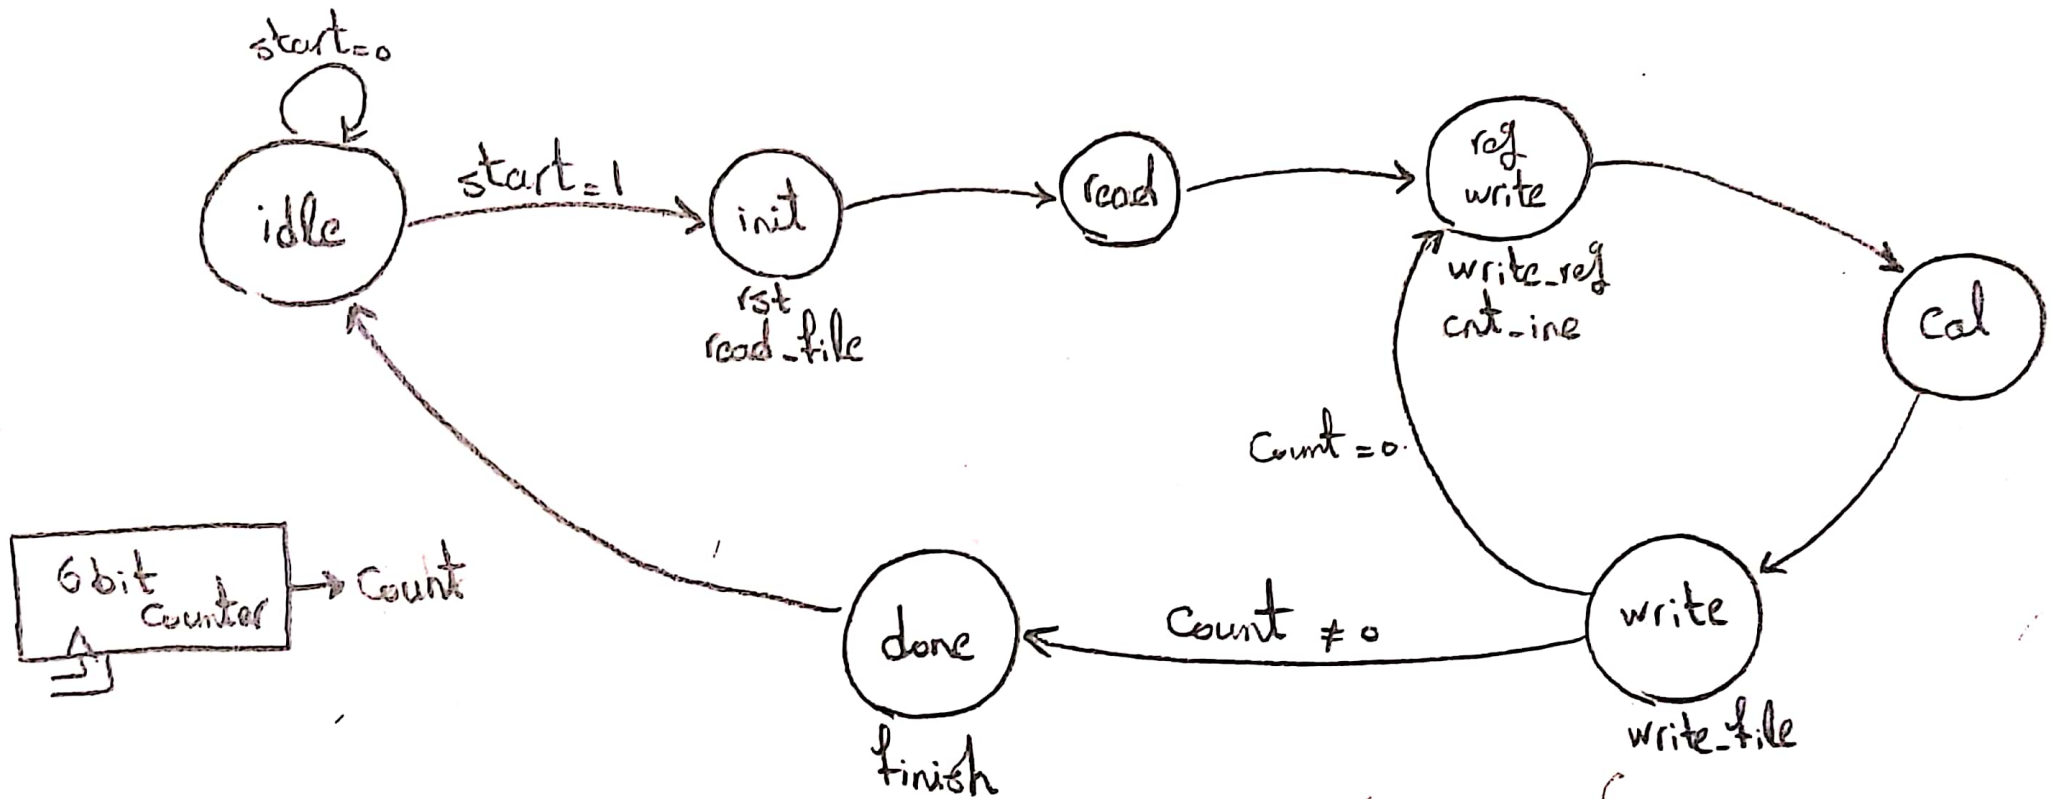 start=0
idle
start=1
init
rst
read_file
read
reg
write
write_reg
cnt_inc
cal
Count=0
write
write_file
Count ≠ 0
done
finish
6bit
Counter
Count